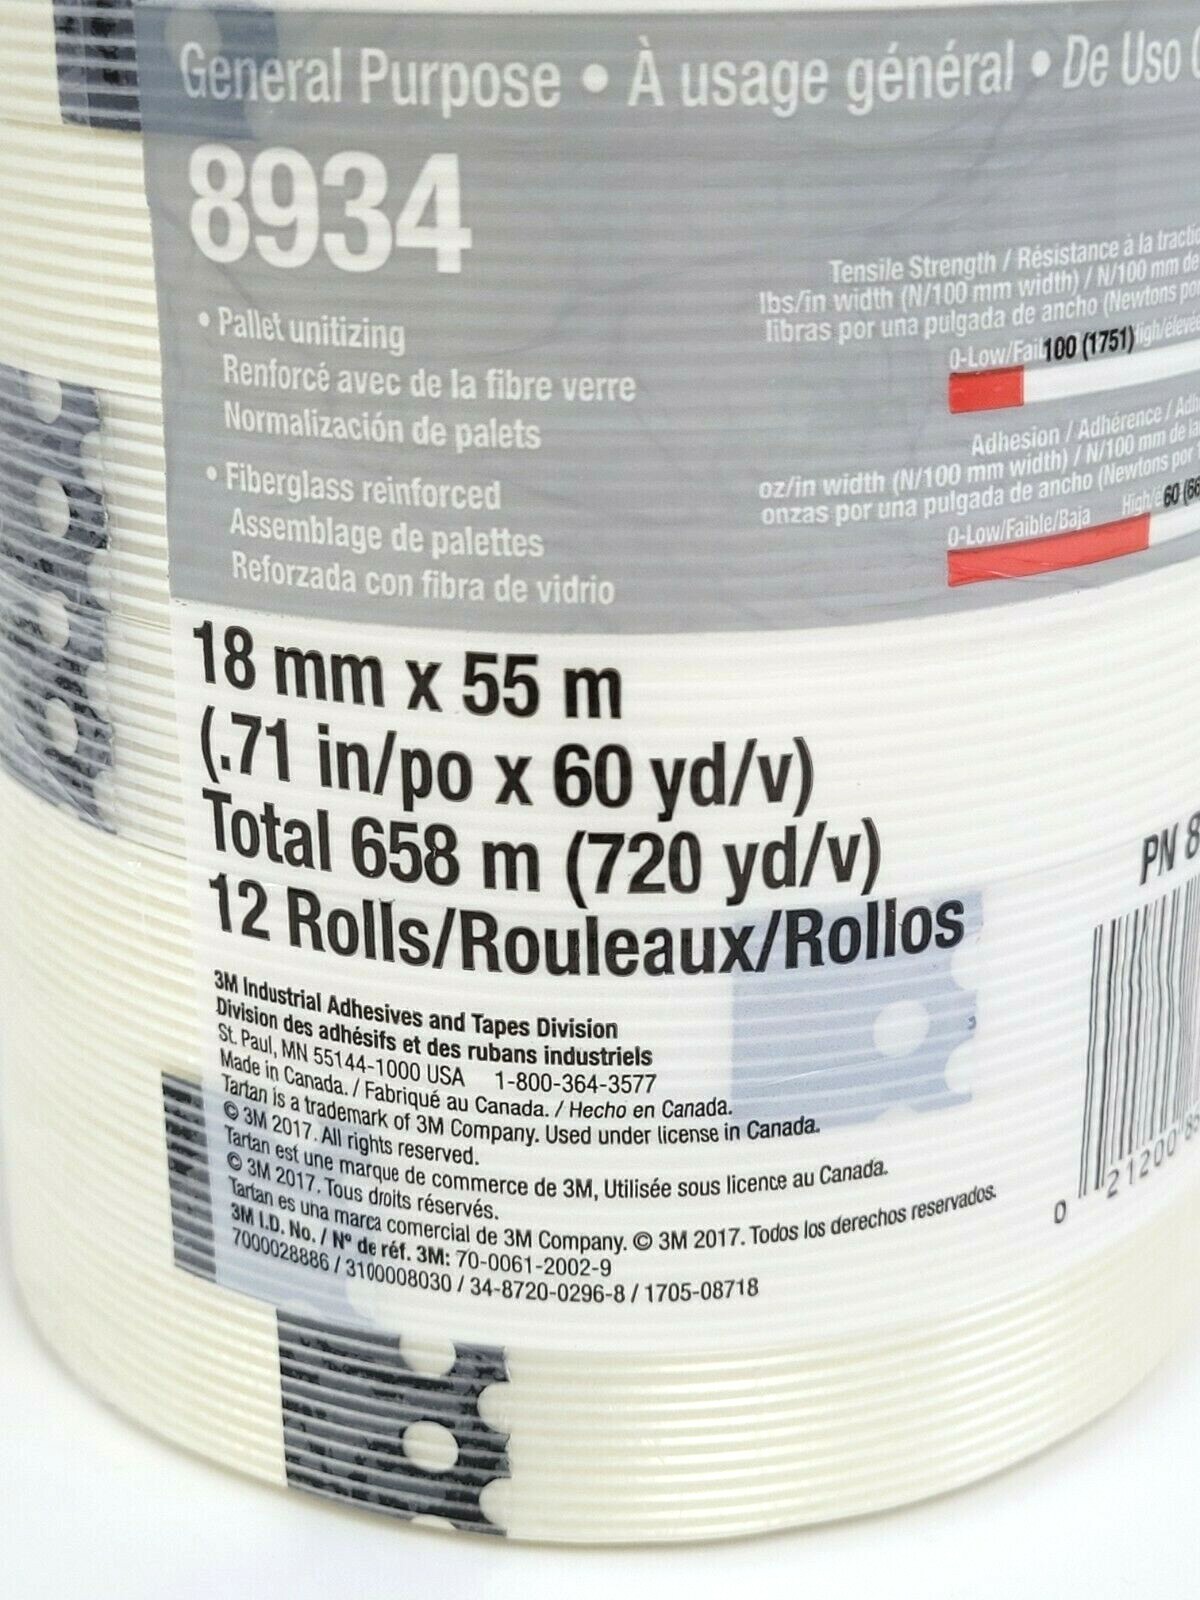 General Purpose • À usage général • De Uso
8934
• Pallet unitizing
Renforcé avec de la fibre verre
Normalización de palets
• Fiberglass reinforced
Assemblage de palettes
Reforzada con fibra de vidrio
Tensile Strength / Résistance à la
lbs/in width (N/100 mm width) / N/100 mm de
libras por una pulgada de ancho (Newtons por
0-Low/Fai 100 (1751)
Adhesion / Adhérence /
oz/in width (N/100 mm width) / N/100 mm de la
onzas por una pulgada de ancho (Newtons por
0-Low/Faible/Baja High/é 60
18 mm x 55 m
(.71 in/po x 60 yd/v)
Total 658 m (720 yd/v)
12 Rolls/Rouleaux/Rollos
PN 8
3M Industrial Adhesives and Tapes Division
Division des adhésifs et des rubans industriels
St. Paul, MN 55144-1000 USA 1-800-364-3577
Made in Canada. / Fabriqué au Canada. / Hecho en Canada.
Tartan is a trademark of 3M Company. Used under license in Canada.
© 3M 2017. All rights reserved.
Tartan est une marque de commerce de 3M, Utilisée sous licence au Canada.
© 3M 2017. Tous droits réservés.
Tartan es una marca comercial de 3M Company. © 3M 2017. Todos los derechos reservados.
3M I.D. No. / Nº de réf. 3M: 70-0061-2002-9
7000028886 / 3100008030 / 34-8720-0296-8 / 1705-08718
0 21200 8